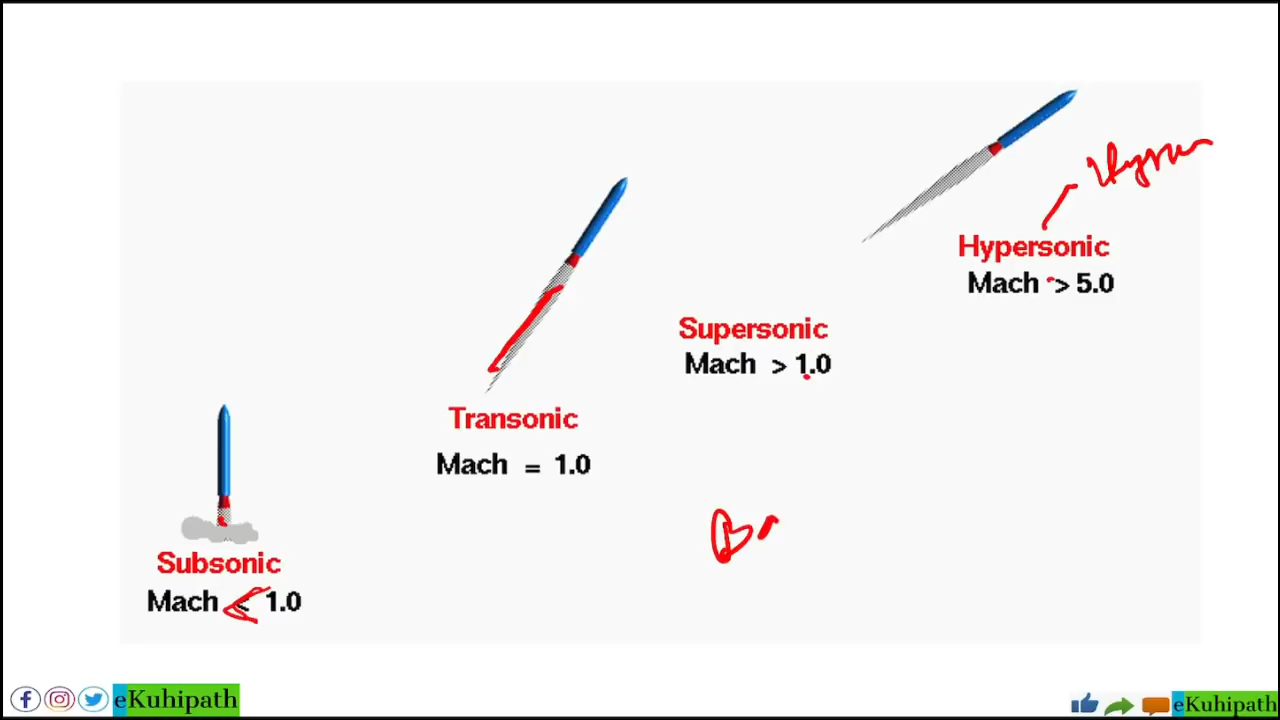 Hypersonic
Mach > 5.0
Supersonic
Mach > 1.0
Transonic
Mach = 1.0
Subsonic
Mach < 1.0
eKuhipath
eKuhipath